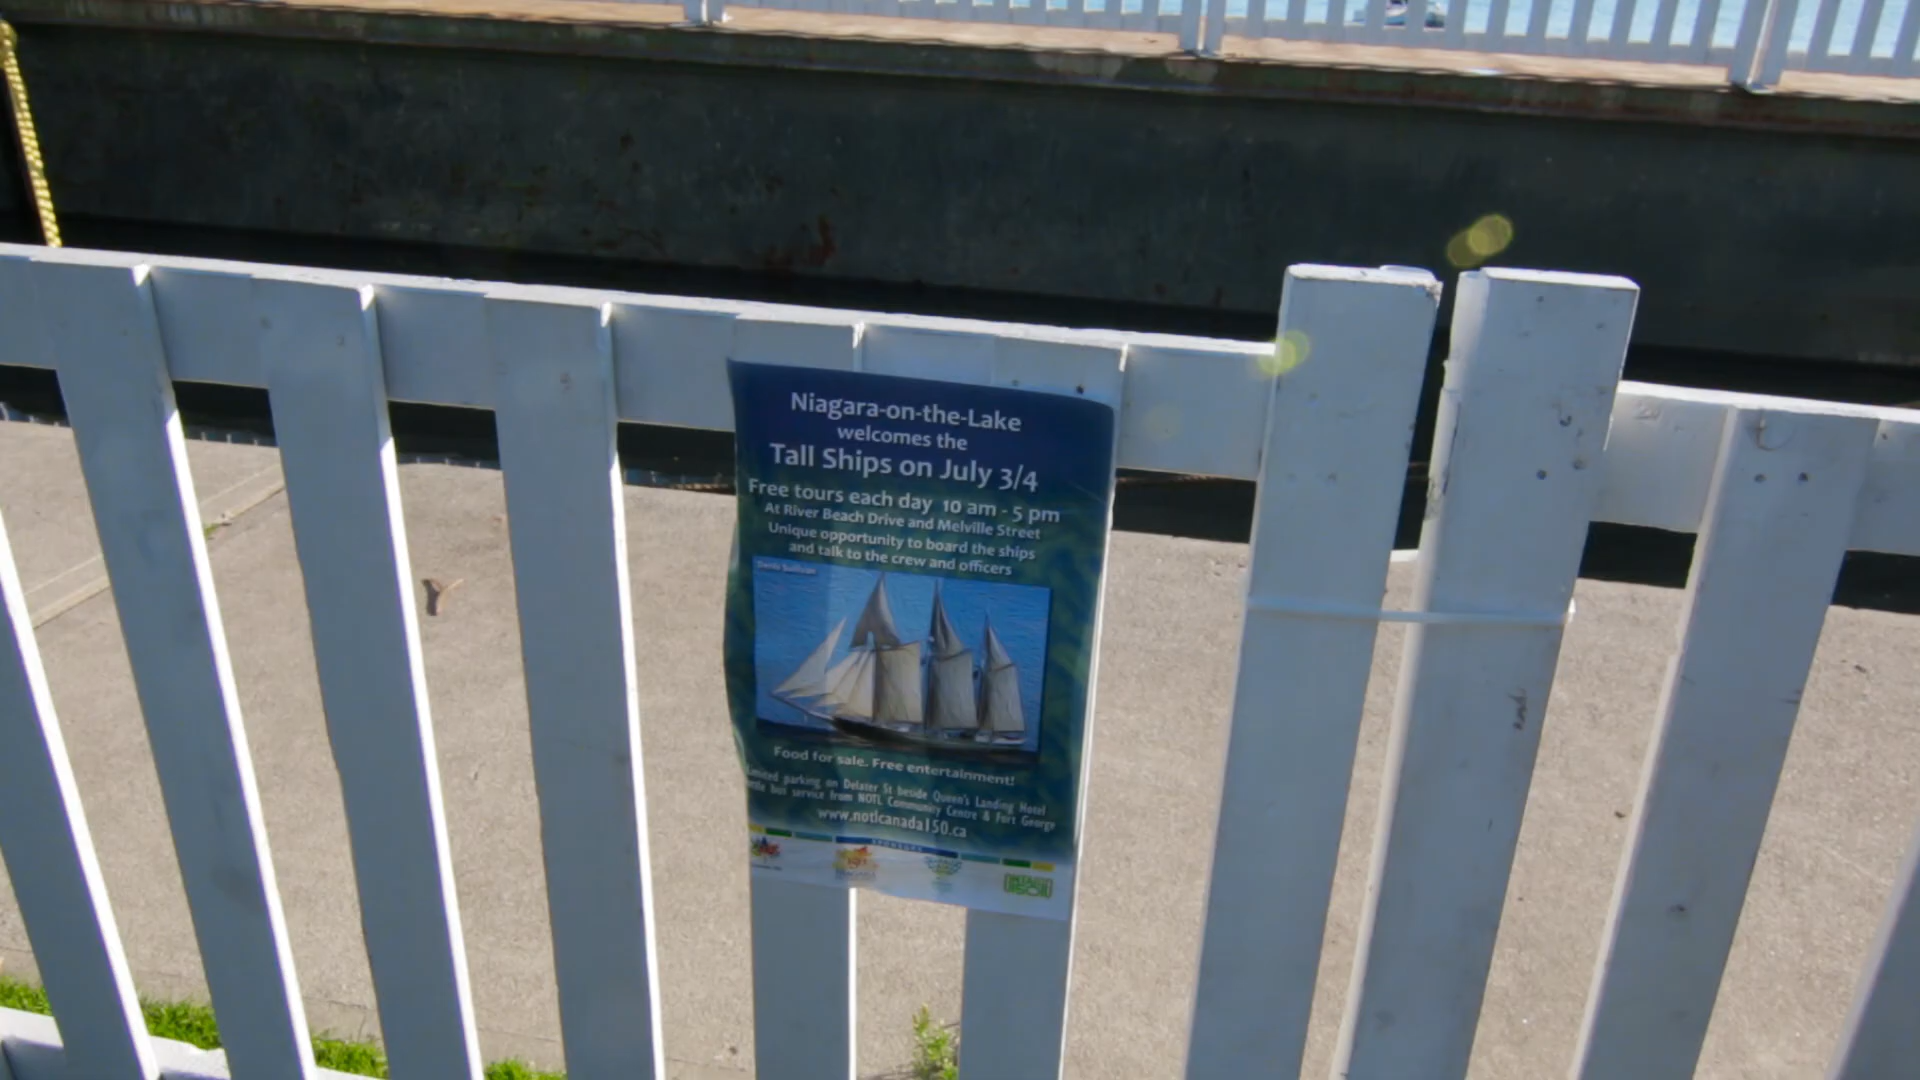 Niagara-on-the-Lake
welcomes the
Tall Ships on July 3/4
Free tours each day 10 am - 5 pm
At River Beach Drive and Melville Street
Unique opportunity to board the ships
and talk to the crew and officers
Denis Sullivan
Food for sale. Free entertainment!
Limited parking on Delater St beside Queen's Landing Hotel
bus service from NOTL Community Centre & Fort George
www.notlcanada150.ca
SPONSORS